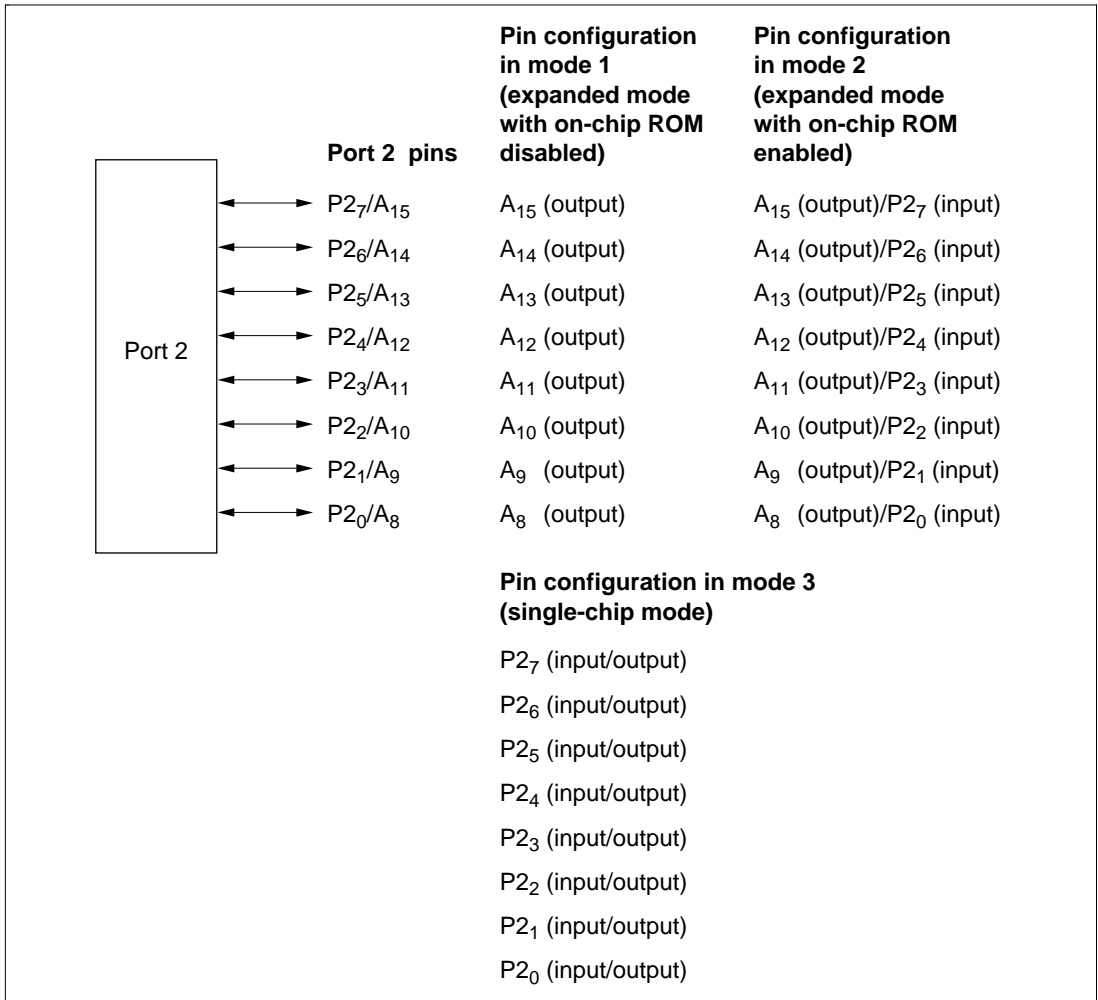 Pin configuration
in mode 1
(expanded mode
with on-chip ROM
disabled)
Pin configuration
in mode 2
(expanded mode
with on-chip ROM
enabled)
Port 2 pins
Port 2
P2₇/A₁₅ A₁₅ (output) A₁₅ (output)/P2₇ (input)
P2₆/A₁₄ A₁₄ (output) A₁₄ (output)/P2₆ (input)
P2₅/A₁₃ A₁₃ (output) A₁₃ (output)/P2₅ (input)
P2₄/A₁₂ A₁₂ (output) A₁₂ (output)/P2₄ (input)
P2₃/A₁₁ A₁₁ (output) A₁₁ (output)/P2₃ (input)
P2₂/A₁₀ A₁₀ (output) A₁₀ (output)/P2₂ (input)
P2₁/A₉ A₉ (output) A₉ (output)/P2₁ (input)
P2₀/A₈ A₈ (output) A₈ (output)/P2₀ (input)
Pin configuration in mode 3
(single-chip mode)
P2₇ (input/output)
P2₆ (input/output)
P2₅ (input/output)
P2₄ (input/output)
P2₃ (input/output)
P2₂ (input/output)
P2₁ (input/output)
P2₀ (input/output)